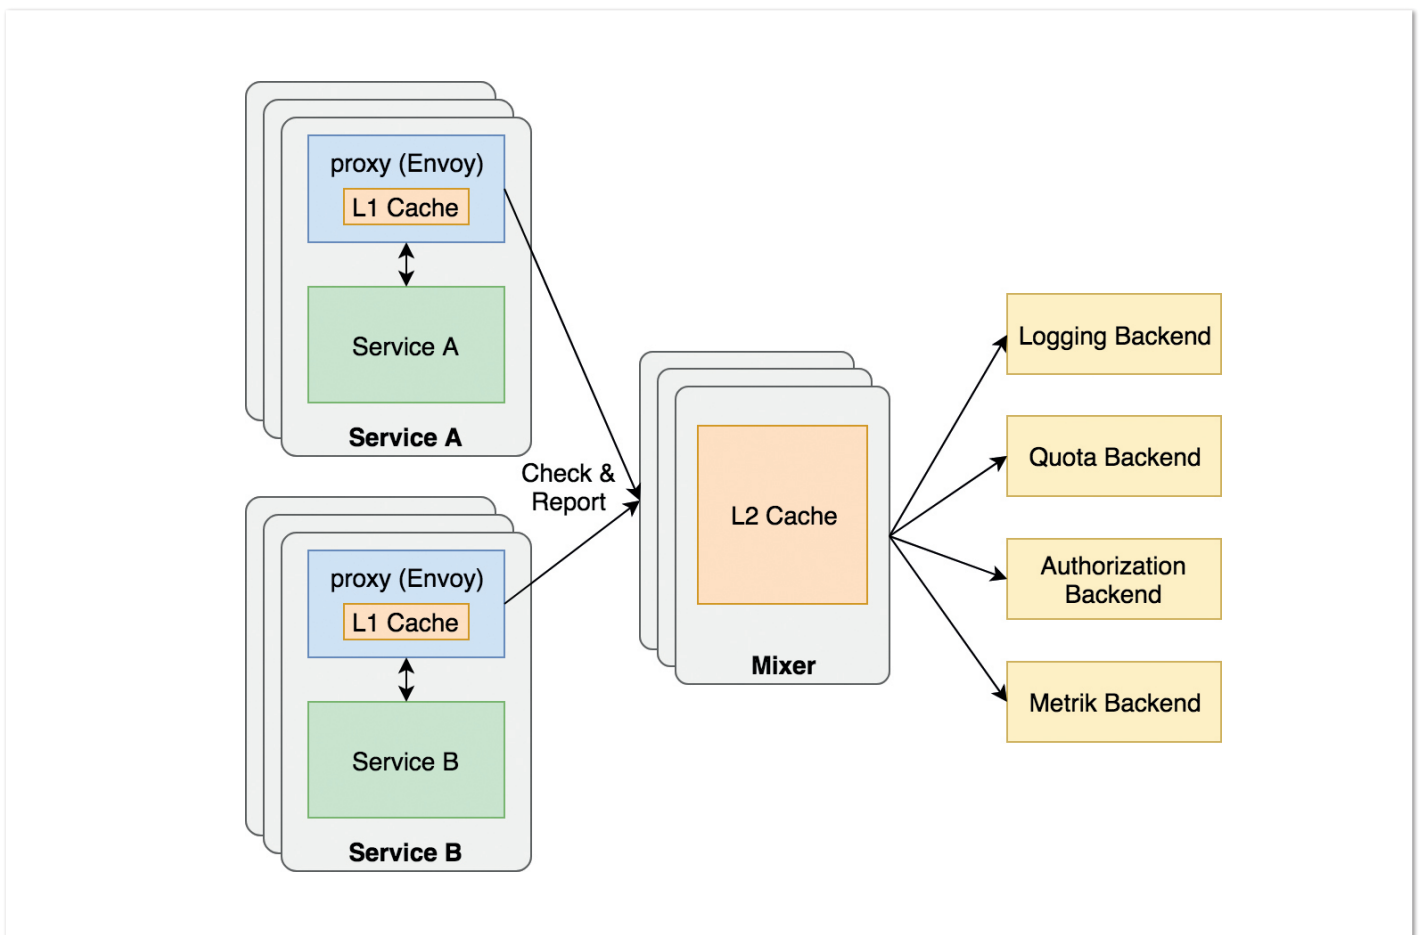 proxy (Envoy)
L1 Cache
Service A
Service A
Check &
Report
proxy (Envoy)
L1 Cache
Service B
Service B
L2 Cache
Mixer
Logging Backend
Quota Backend
Authorization
Backend
Metrik Backend